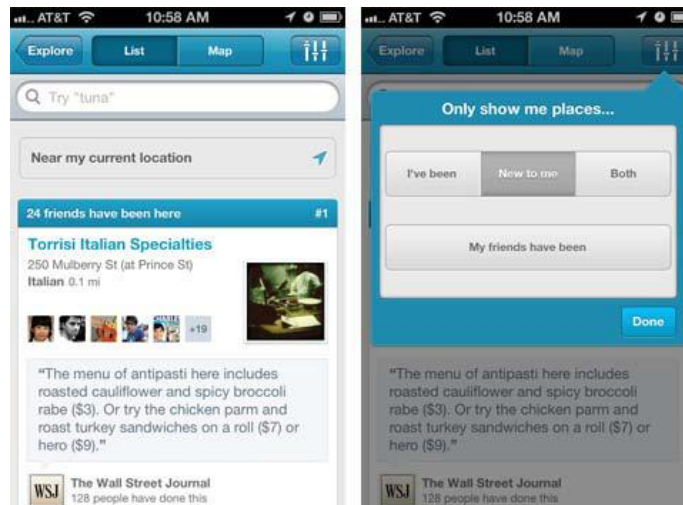 AT&T 10:58 AM
Explore List Map
Try "tuna"
Near my current location
24 friends have been here #1
Torrisi Italian Specialties
250 Mulberry St (at Prince St)
Italian 0.1 mi
+19
"The menu of antipasti here includes
roasted cauliflower and spicy broccoli
rabe ($3). Or try the chicken parm and
roast turkey sandwiches on a roll ($7) or
hero ($9)."
WSJ The Wall Street Journal
128 people have done this
AT&T 10:58 AM
Explore List Map
Only show me places...
I've been New to me Both
My friends have been
Done
"The menu of antipasti here includes
roasted cauliflower and spicy broccoli
rabe ($3). Or try the chicken parm and
roast turkey sandwiches on a roll ($7) or
hero ($9)."
WSJ The Wall Street Journal
128 people have done this